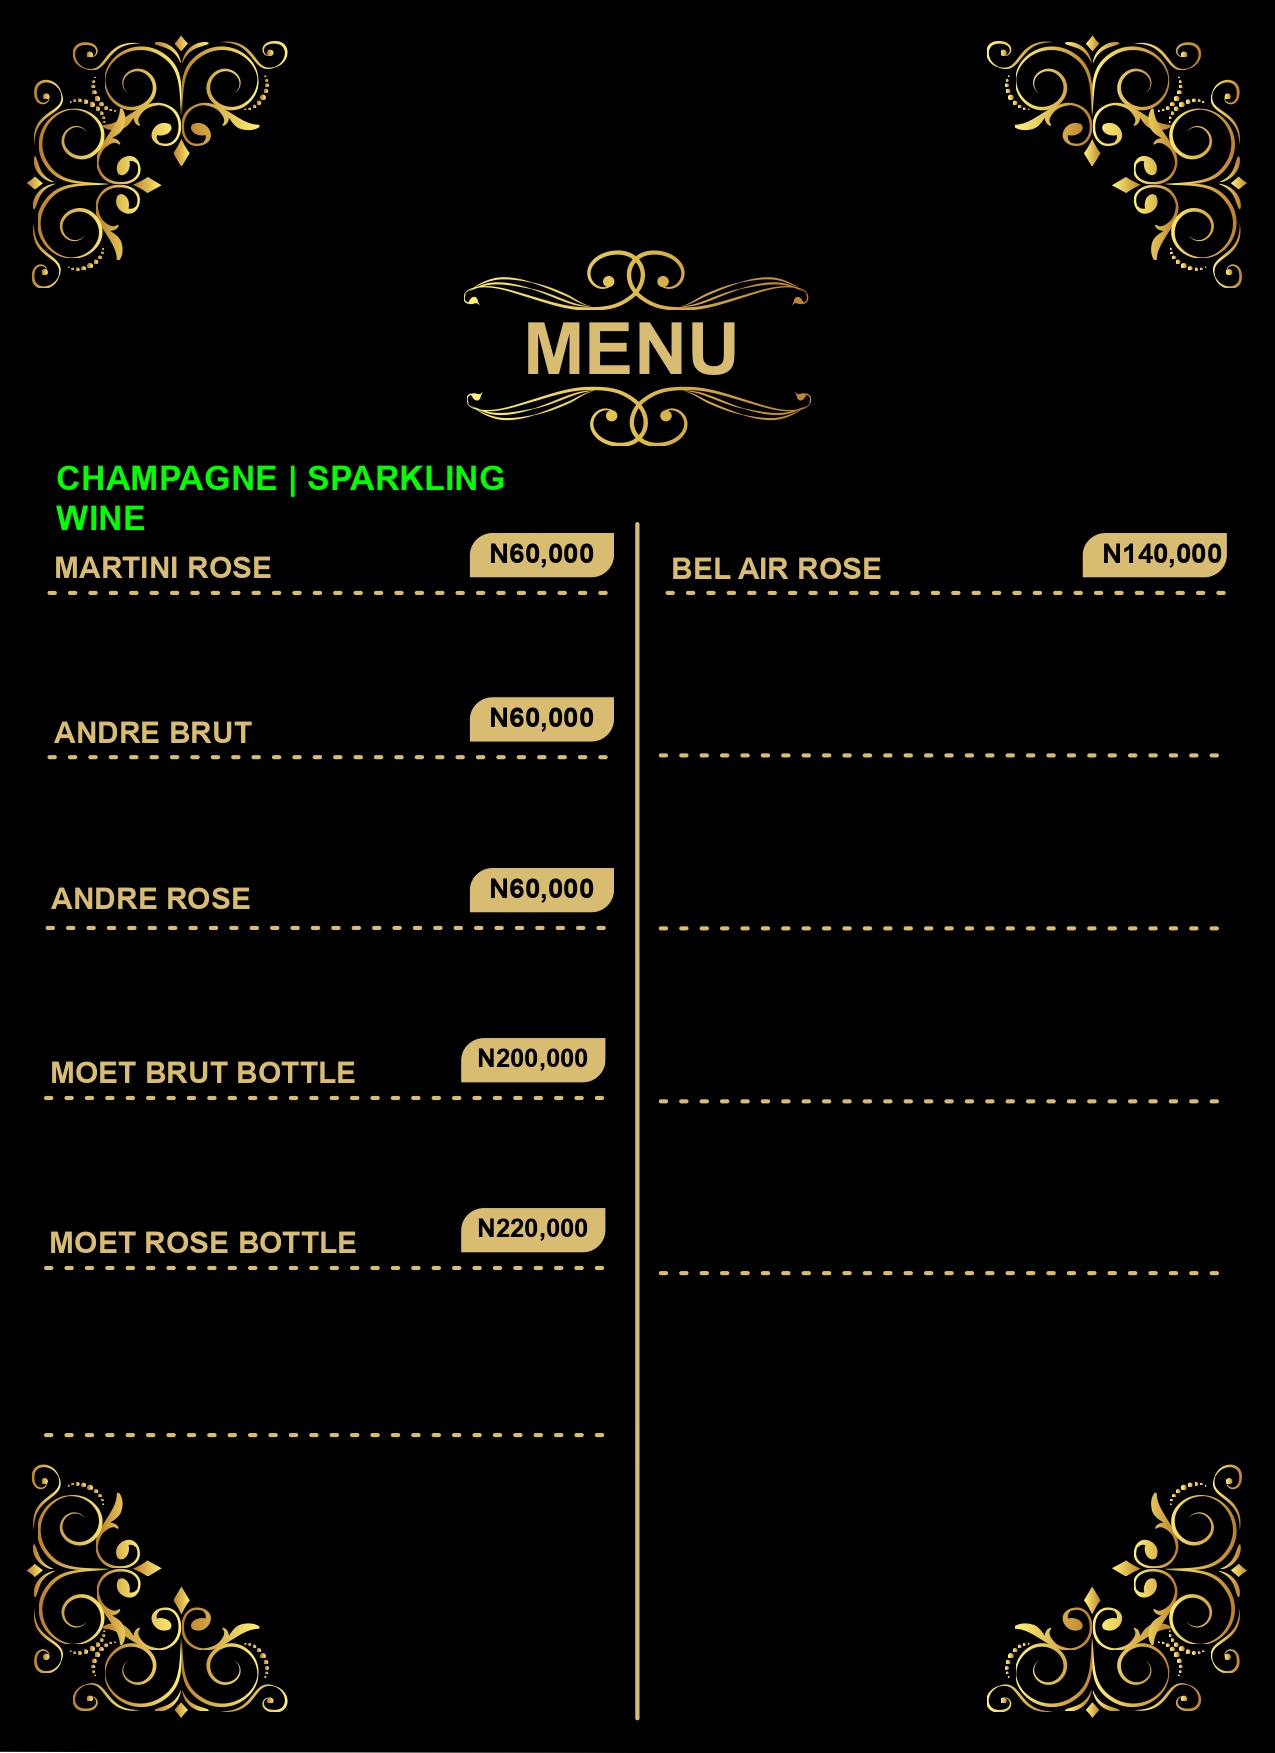 MENU
CHAMPAGNE | SPARKLING
WINE
MARTINI ROSE N60,000
ANDRE BRUT N60,000
ANDRE ROSE N60,000
MOET BRUT BOTTLE N200,000
MOET ROSE BOTTLE N220,000
BEL AIR ROSE N140,000